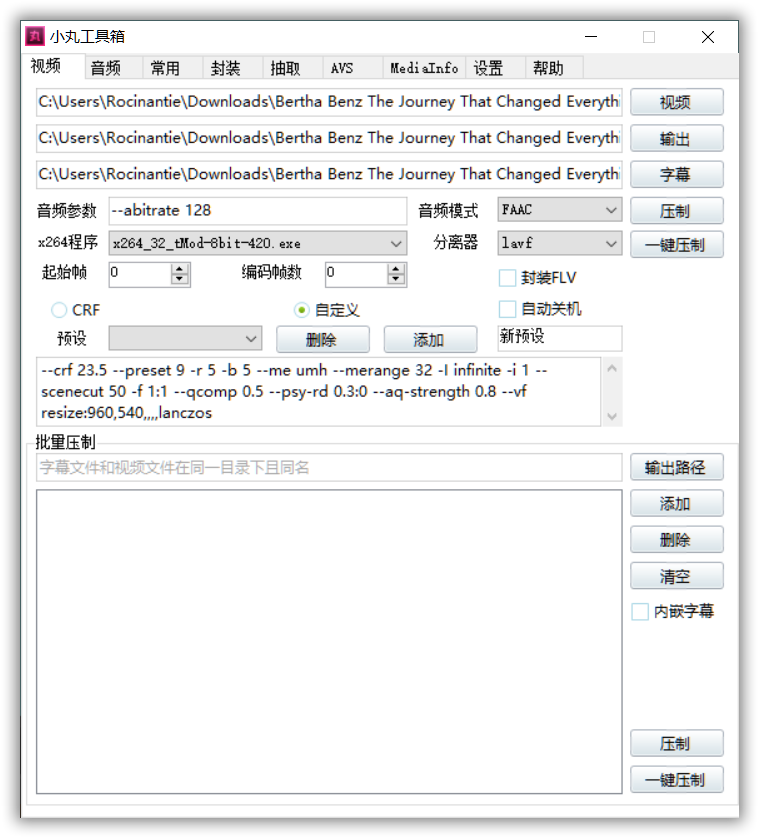 丸 小丸工具箱
视频 音频 常用 封装 抽取 AVS MediaInfo 设置 帮助
C:\Users\Rocinantie\Downloads\Bertha Benz The Journey That Changed Everythi 视频
C:\Users\Rocinantie\Downloads\Bertha Benz The Journey That Changed Everythi 输出
C:\Users\Rocinantie\Downloads\Bertha Benz The Journey That Changed Everythi 字幕
音频参数 --abitrate 128 音频模式 FAAC 压制
x264程序 x264_32_tMod-8bit-420.exe 分离器 lavf 一键压制
起始帧 0 编码帧数 0 封装FLV
CRF 自定义 自动关机
预设 删除 添加 新预设
--crf 23.5 --preset 9 -r 5 -b 5 --me umh --merange 32 -I infinite -i 1 --
scenecut 50 -f 1:1 --qcomp 0.5 --psy-rd 0.3:0 --aq-strength 0.8 --vf
resize:960,540,,,,lanczos
批量压制
字幕文件和视频文件在同一目录下且同名 输出路径
添加
删除
清空
内嵌字幕
压制
一键压制